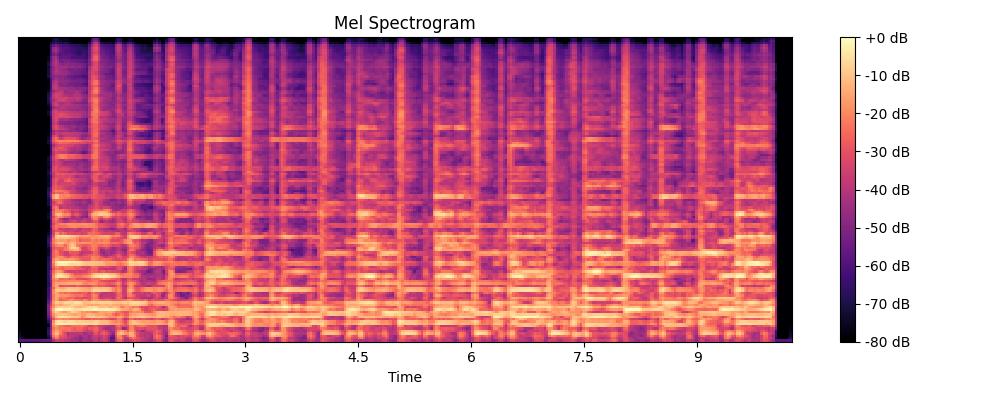 Mel Spectrogram
+0 dB
-10 dB
-20 dB
-30 dB
-40 dB
-50 dB
-60 dB
-70 dB
-80 dB
0 1.5 3 4.5 6 7.5 9
Time